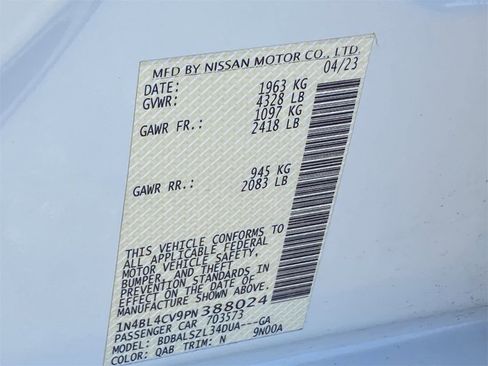 MFD BY NISSAN MOTOR CO., LTD.
DATE: 04/23
GVWR: 1963 KG
4328 LB
GAWR FR.: 1097 KG
2418 LB
GAWR RR.: 945 KG
2083 LB
THIS VEHICLE CONFORMS TO
ALL APPLICABLE FEDERAL
MOTOR VEHICLE SAFETY,
BUMPER, AND THEFT
PREVENTION STANDARDS IN
EFFECT ON THE DATE OF
MANUFACTURE SHOWN ABOVE.
1N4BL4CV9PN388024
PASSENGER CAR 703573
MODEL: BDBALSZL34DUA---GA
COLOR: QAB TRIM: N 9N00A